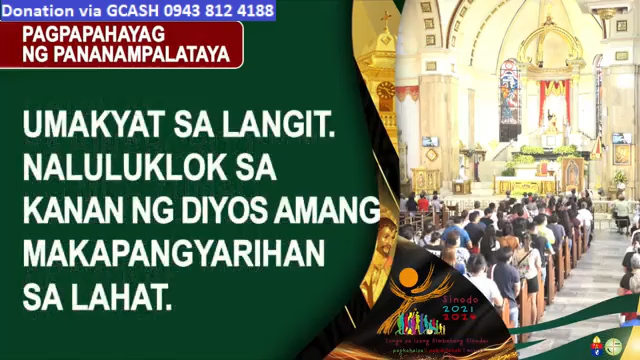 Donation via GCASH 0943 812 4188
PAGPAPAHAYAG
NG PANANAMPALATAYA
UMAKYAT SA LANGIT.
NALULUKLOK SA
KANAN NG DIYOS AMANG
MAKAPANGYARIHAN
SA LAHAT.
Sinodo
2021
2024